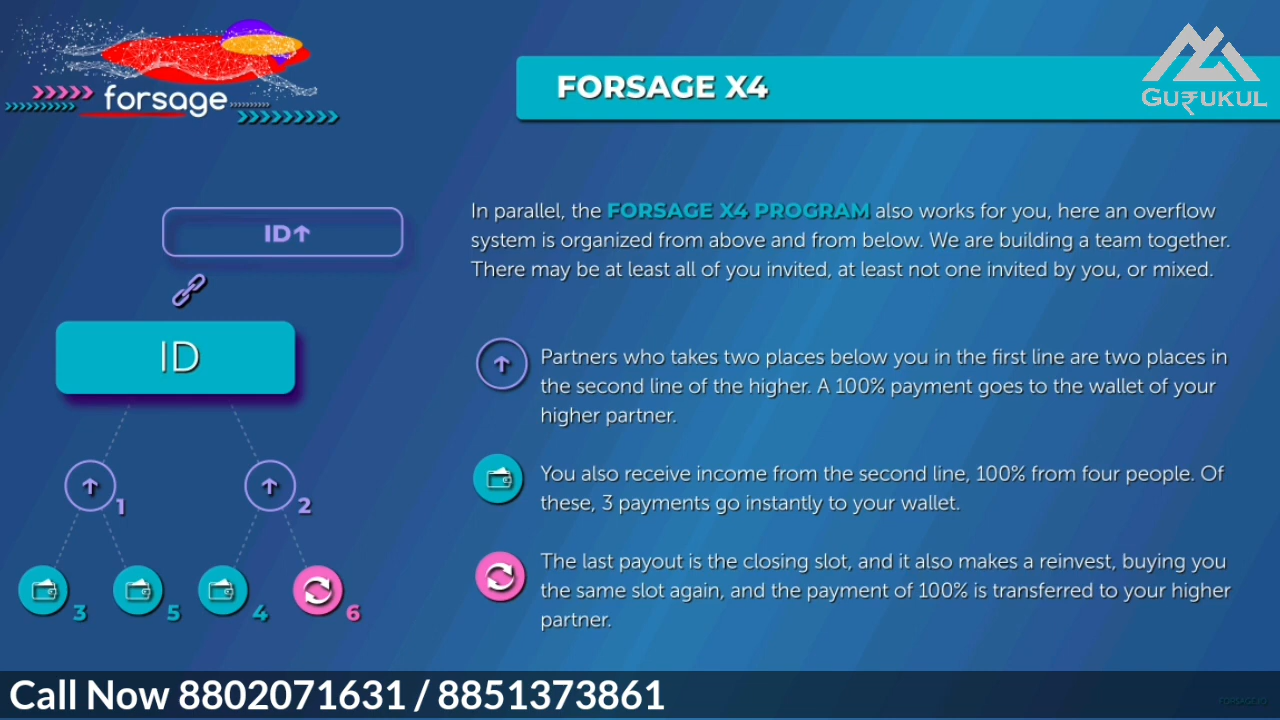 forsage
FORSAGE X4
GURUKUL
ID↑
In parallel, the FORSAGE X4 PROGRAM also works for you, here an overflow
system is organized from above and from below. We are building a team together.
There may be at least all of you invited, at least not one invited by you, or mixed.
ID
Partners who takes two places below you in the first line are two places in
the second line of the higher. A 100% payment goes to the wallet of your
higher partner.
1
2
You also receive income from the second line, 100% from four people. Of
these, 3 payments go instantly to your wallet.
3
5
4
6
The last payout is the closing slot, and it also makes a reinvest, buying you
the same slot again, and the payment of 100% is transferred to your higher
partner.
Call Now 8802071631 / 8851373861